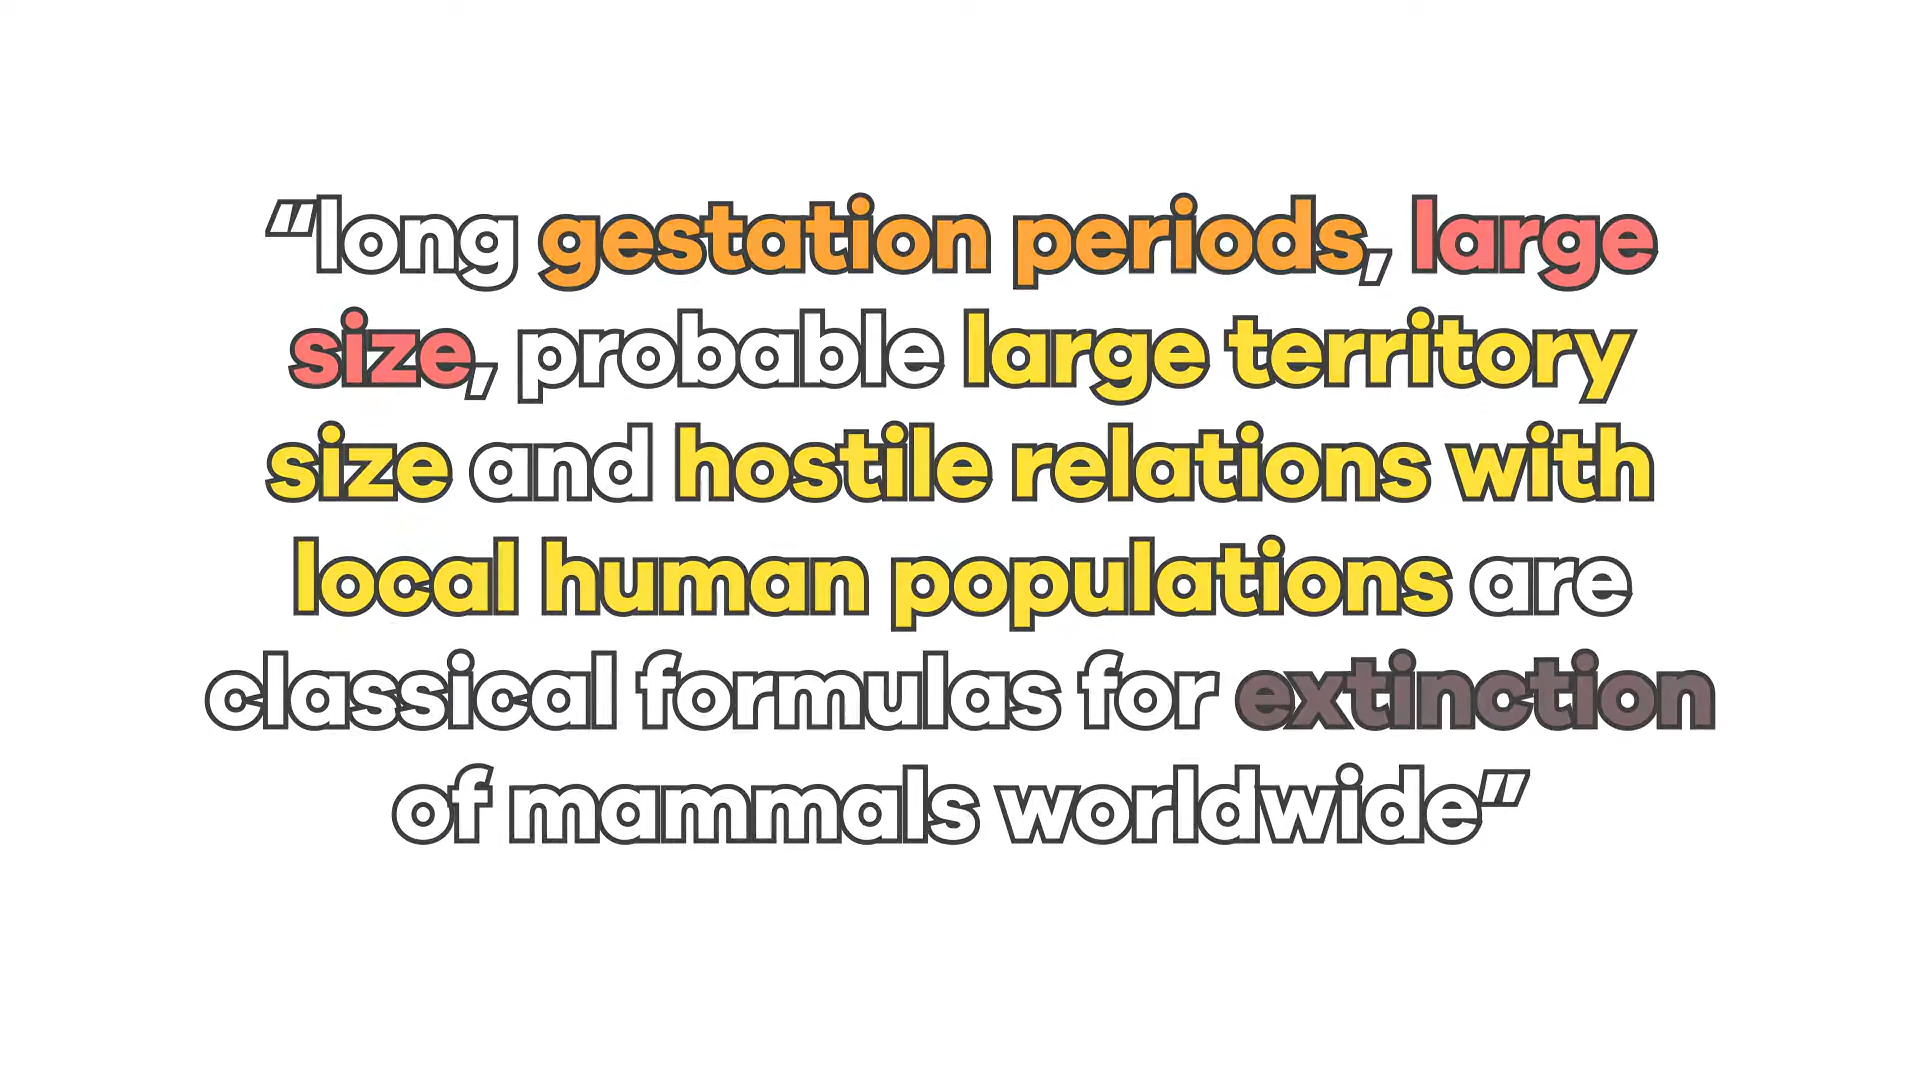 “long gestation periods, large
size, probable large territory
size and hostile relations with
local human populations are
classical formulas for extinction
of mammals worldwide”